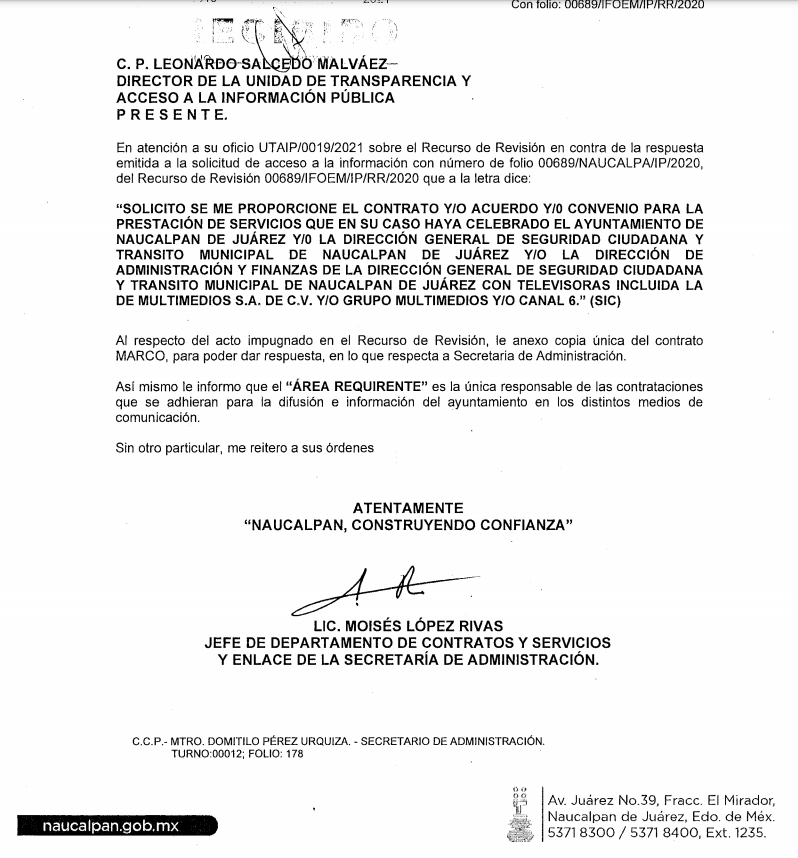 Con folio: 00689/IFOEM/IP/RR/2020
C. P. LEONARDO SALCEDO MALVÁEZ
DIRECTOR DE LA UNIDAD DE TRANSPARENCIA Y
ACCESO A LA INFORMACIÓN PÚBLICA
P R E S E N T E.
En atención a su oficio UTAIP/0019/2021 sobre el Recurso de Revisión en contra de la respuesta
emitida a la solicitud de acceso a la información con número de folio 00689/NAUCALPA/IP/2020,
del Recurso de Revisión 00689/IFOEM/IP/RR/2020 que a la letra dice:
“SOLICITO SE ME PROPORCIONE EL CONTRATO Y/O ACUERDO Y/0 CONVENIO PARA LA
PRESTACIÓN DE SERVICIOS QUE EN SU CASO HAYA CELEBRADO EL AYUNTAMIENTO DE
NAUCALPAN DE JUÁREZ Y/0 LA DIRECCIÓN GENERAL DE SEGURIDAD CIUDADANA Y
TRANSITO MUNICIPAL DE NAUCALPAN DE JUÁREZ Y/O LA DIRECCIÓN DE
ADMINISTRACIÓN Y FINANZAS DE LA DIRECCIÓN GENERAL DE SEGURIDAD CIUDADANA
Y TRANSITO MUNICIPAL DE NAUCALPAN DE JUÁREZ CON TELEVISORAS INCLUIDA LA
DE MULTIMEDIOS S.A. DE C.V. Y/O GRUPO MULTIMEDIOS Y/O CANAL 6.” (SIC)
Al respecto del acto impugnado en el Recurso de Revisión, le anexo copia única del contrato
MARCO, para poder dar respuesta, en lo que respecta a Secretaria de Administración.
Así mismo le informo que el “ÁREA REQUIRENTE” es la única responsable de las contrataciones
que se adhieran para la difusión e información del ayuntamiento en los distintos medios de
comunicación.
Sin otro particular, me reitero a sus órdenes
ATENTAMENTE
“NAUCALPAN, CONSTRUYENDO CONFIANZA”
LIC. MOISÉS LÓPEZ RIVAS
JEFE DE DEPARTAMENTO DE CONTRATOS Y SERVICIOS
Y ENLACE DE LA SECRETARÍA DE ADMINISTRACIÓN.
C.C.P.- MTRO. DOMITILO PÉREZ URQUIZA. - SECRETARIO DE ADMINISTRACIÓN.
TURNO:00012; FOLIO: 178
naucalpan.gob.mx
Av. Juárez No.39, Fracc. El Mirador,
Naucalpan de Juárez, Edo. de Méx.
5371 8300 / 5371 8400, Ext. 1235.